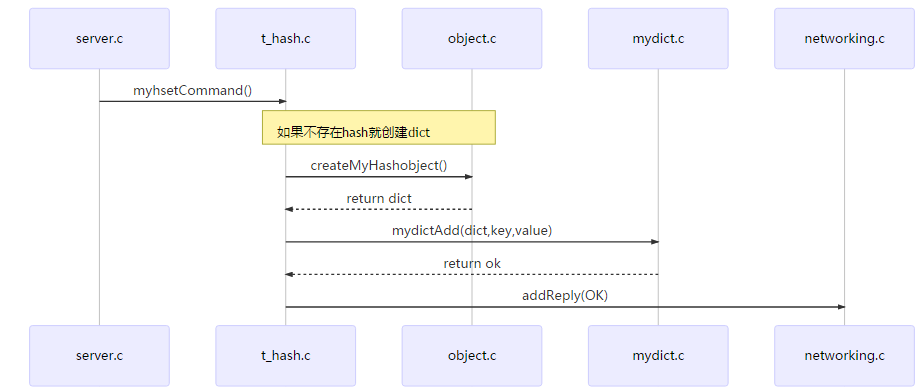 server.c t_hash.c object.c mydict.c networking.c
myhsetCommand()
如果不存在hash就创建dict
createMyHashobject()
return dict
mydictAdd(dict,key,value)
return ok
addReply(OK)
server.c t_hash.c object.c mydict.c networking.c